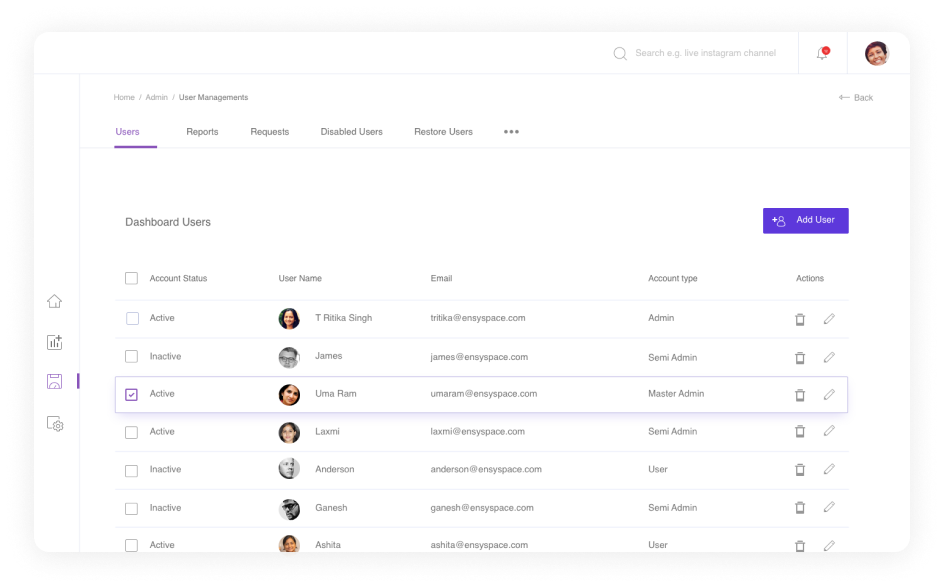 Search e.g. live instagram channel
Home / Admin / User Managements
Back
Users Reports Requests Disabled Users Restore Users
Dashboard Users
Add User
Account Status User Name Email Account type Actions
Active T Ritika Singh tritika@ensyspace.com Admin
Inactive James james@ensyspace.com Semi Admin
Active Uma Ram umaram@ensyspace.com Master Admin
Active Laxmi laxmi@ensyspace.com Semi Admin
Inactive Anderson anderson@ensyspace.com User
Inactive Ganesh ganesh@ensyspace.com Semi Admin
Active Ashita ashita@ensyspace.com User